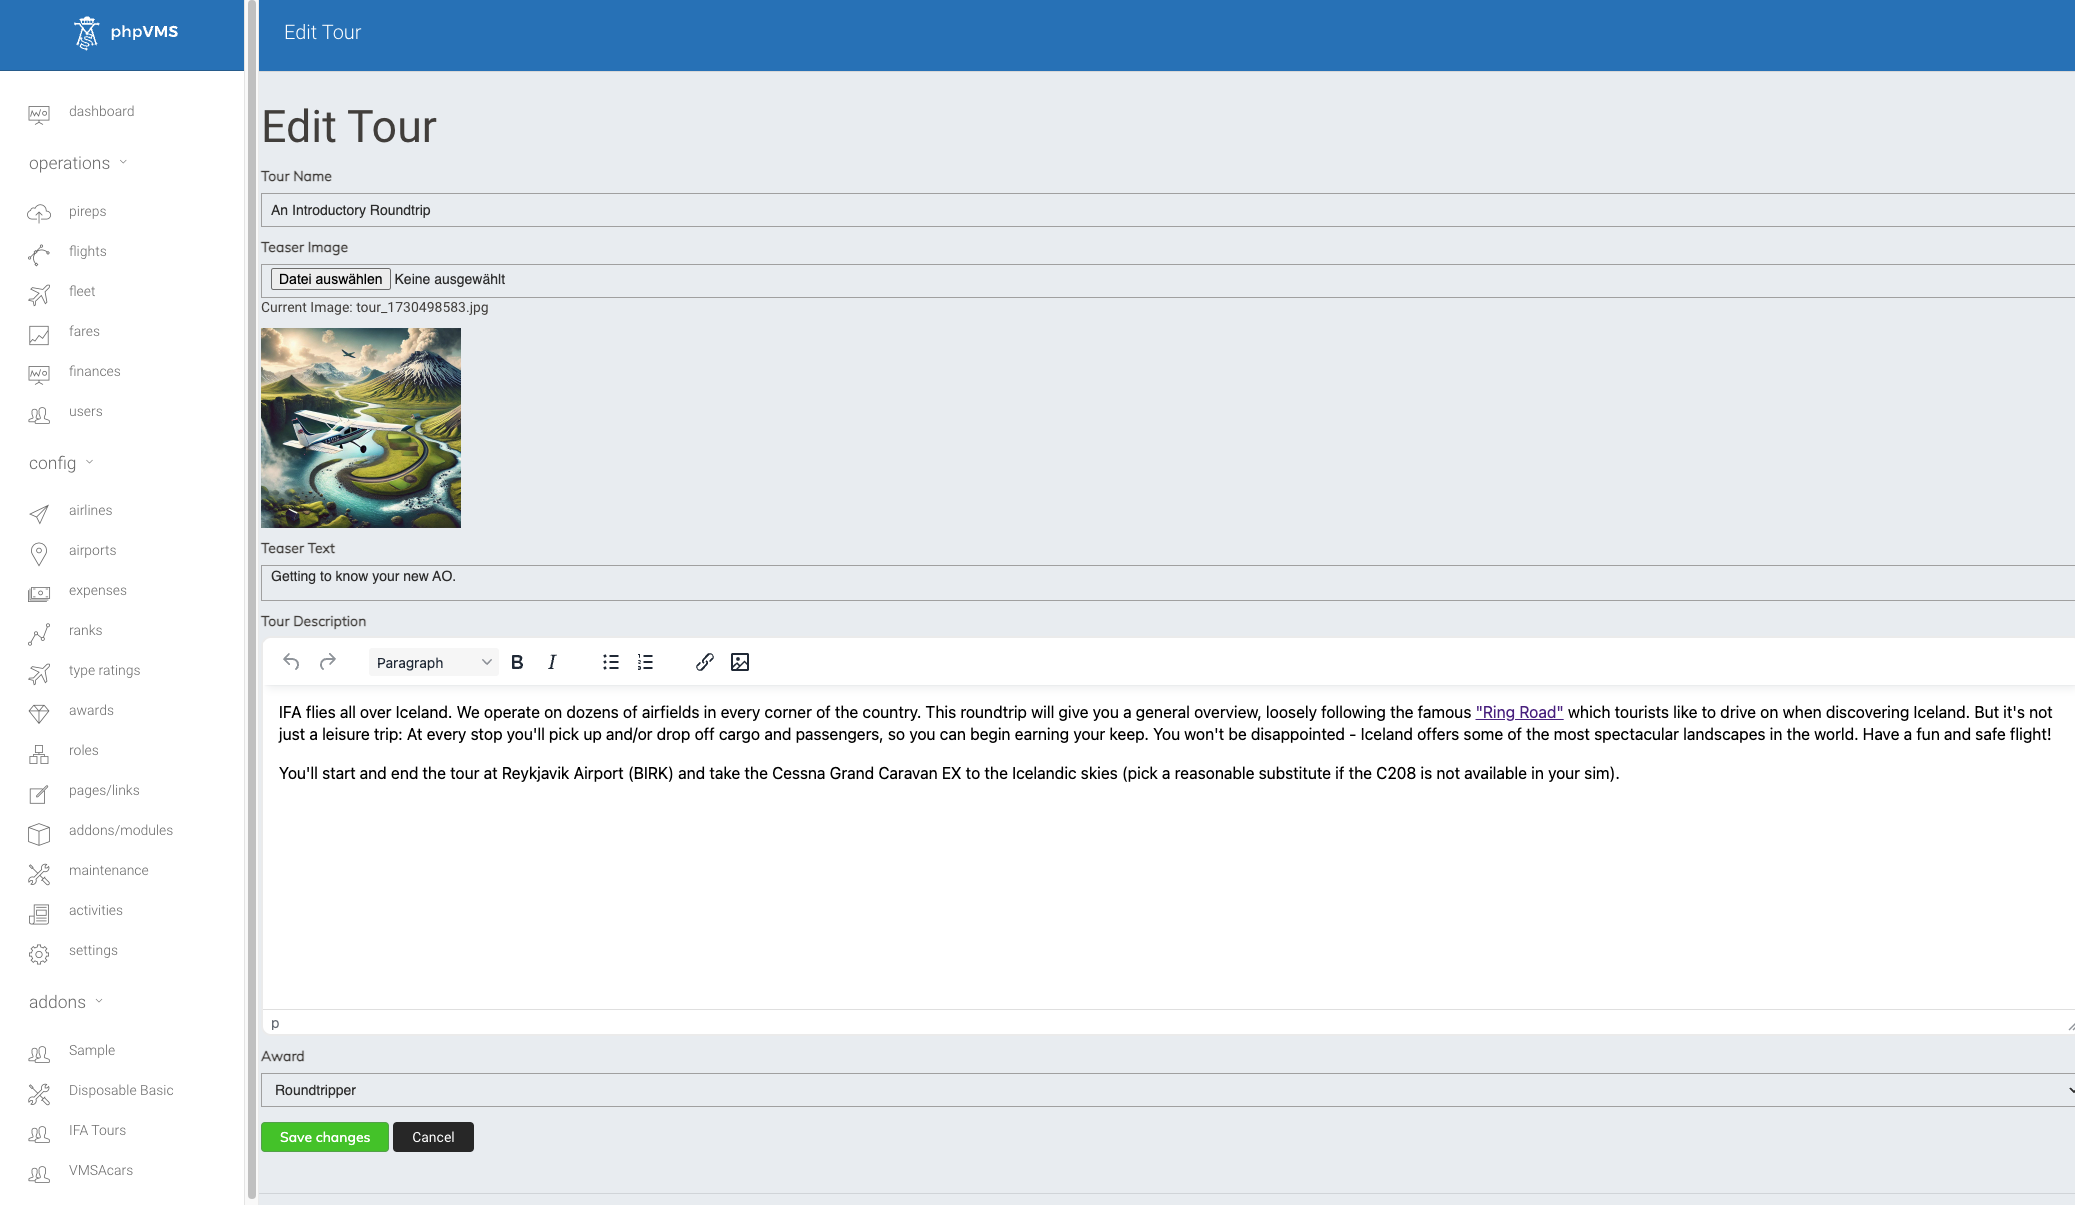 phpVMS
Edit Tour
dashboard
operations
pireps
flights
fleet
fares
finances
users
config
airlines
airports
expenses
ranks
type ratings
awards
roles
pages/links
addons/modules
maintenance
activities
settings
addons
Sample
Disposable Basic
IFA Tours
VMSAcars
Edit Tour
Tour Name
An Introductory Roundtrip
Teaser Image
Datei auswählen Keine ausgewählt
Current Image: tour_1730498583.jpg
Teaser Text
Getting to know your new AO.
Tour Description
Paragraph B I
IFA flies all over Iceland. We operate on dozens of airfields in every corner of the country. This roundtrip will give you a general overview, loosely following the famous "Ring Road" which tourists like to drive on when discovering Iceland. But it's not
just a leisure trip: At every stop you'll pick up and/or drop off cargo and passengers, so you can begin earning your keep. You won't be disappointed - Iceland offers some of the most spectacular landscapes in the world. Have a fun and safe flight!
You'll start and end the tour at Reykjavik Airport (BIRK) and take the Cessna Grand Caravan EX to the Icelandic skies (pick a reasonable substitute if the C208 is not available in your sim).
p
Award
Roundtripper
Save changes Cancel